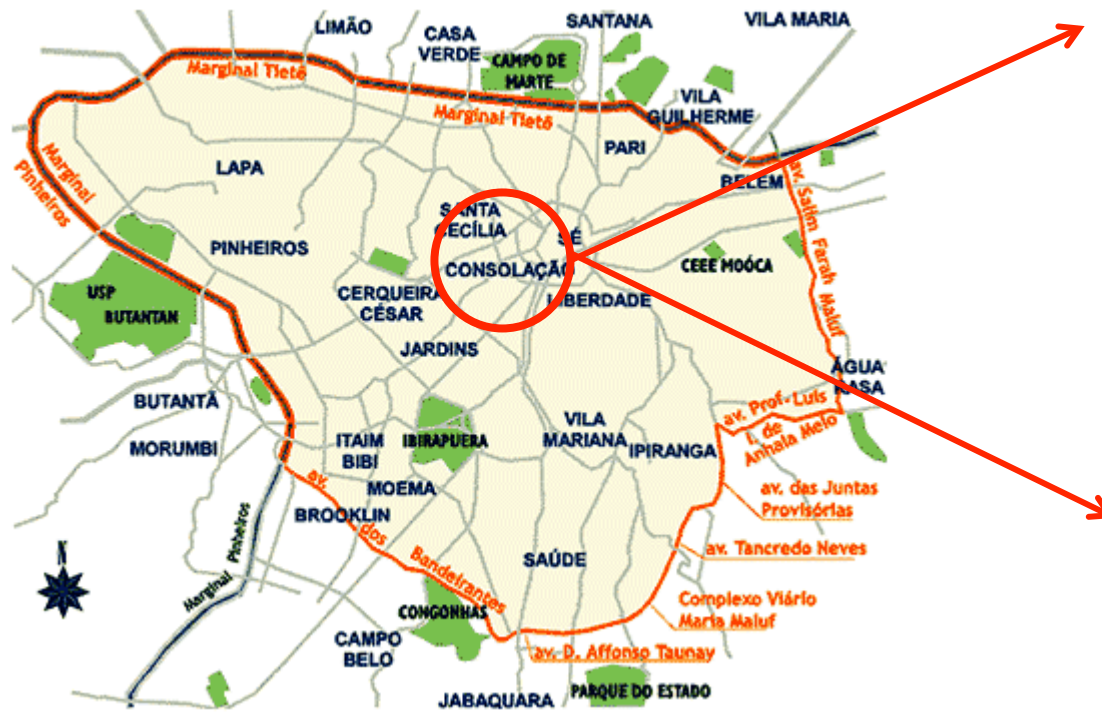 LIMÃO
CASA
VERDE
SANTANA
VILA MARIA
CAMPO DE
MARTE
Marginal Tietê
Marginal Tietê
VILA
GUILHERME
PARI
LAPA
Marginal
Pinheiros
BELÉM
SANTA
CECÍLIA
SÉ
av. Salim Farah Maluf
PINHEIROS
CONSOLAÇÃO
CEEE MOÓCA
USP
BUTANTAN
CERQUEIRA
CÉSAR
LIBERDADE
JARDINS
ÁGUA
RASA
BUTANTÃ
av. Prof. Luis
I. de
Anhaia Melo
MORUMBI
ITAIM
BIBI
IBIRAPUERA
VILA
MARIANA
IPIRANGA
MOEMA
av. das Juntas
Provisórias
BROOKLIN
av. dos Bandeirantes
av. Tancredo Neves
SAÚDE
N
Marginal Pinheiros
CONGONHAS
Complexo Viário
Maria Maluf
CAMPO
BELO
av. D. Affonso Taunay
JABAQUARA
PARQUE DO ESTADO